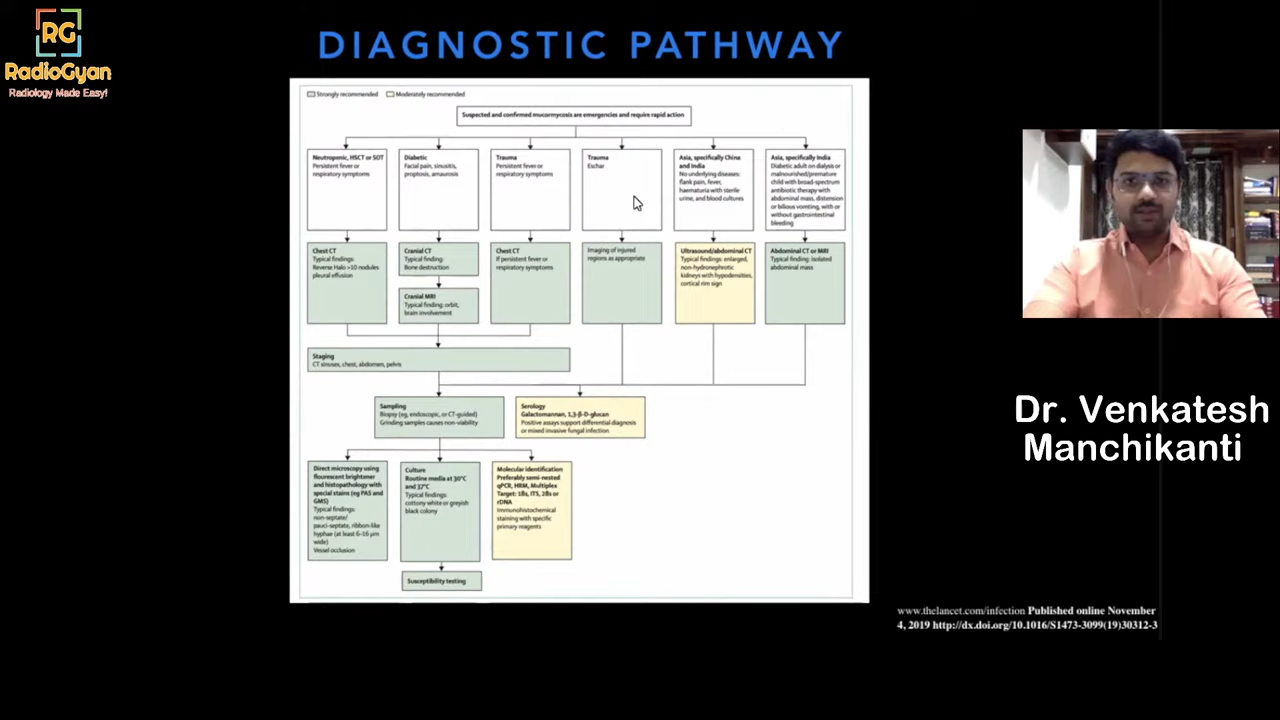 RG
RadioGyan
Radiology Made Easy!
DIAGNOSTIC PATHWAY
Strongly recommended
Moderately recommended
Suspected and confirmed mucormycosis are emergencies and require rapid action
Neutropenic, HSCT or SOT
Persistent fever or
respiratory symptoms
Diabetic
Facial pain, sinusitis,
proptosis, amaurosis
Trauma
Persistent fever or
respiratory symptoms
Trauma
Eschar
Asia, specifically China
and India
No underlying diseases:
flank pain, fever,
haematuria with sterile
urine, and blood cultures
Asia, specifically India
Diabetic adult on dialysis or
malnourished/premature
child with broad-spectrum
antibiotic therapy with
abdominal mass, distension
or bilious vomting, with or
without gastrointestinal
bleeding
Chest CT
Typical findings:
Reverse Halo >10 nodules
pleural effusion
Cranial CT
Typical finding:
Bone destruction
Cranial MRI
Typical finding: orbit,
brain involvement
Chest CT
If persistent fever or
respiratory symptoms
Imaging of injured
regions as appropriate
Ultrasound/abdominal CT
Typical findings: enlarged,
non-hydronephrotic
kidneys with hypodensities,
cortical rim sign
Abdominal CT or MRI
Typical finding: isolated
abdominal mass
Staging
CT sinuses, chest, abdomen, pelvis
Sampling
Biopsy (eg, endoscopic, or CT-guided)
Grinding samples causes non-viability
Serology
Galactomannan, 1,3-β-D-glucan
Positive assays support differential diagnosis
or mixed invasive fungal infection
Direct microscopy using
flourescent brightener
and histopathology with
special stains (eg PAS and
GMS)
Typical findings:
non-septate/
pauci-septate, ribbon-like
hyphae (at least 6–16 μm
wide)
Vessel occlusion
Culture
Routine media at 30°C
and 37°C
Typical findings:
cottony white or greyish
black colony
Molecular identification
Preferably semi-nested
qPCR, HRM, Multiplex
Target: 18s, ITS, 28s or
rDNA
Immunohistochemical
staining with specific
primary reagents
Susceptibility testing
Dr. Venkatesh
Manchikanti
www.thelancet.com/infection Published online November
4, 2019 http://dx.doi.org/10.1016/S1473-3099(19)30312-3